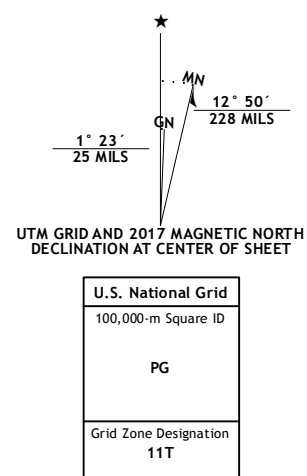 ★
MN
GN
12° 50´
228 MILS
1° 23´
25 MILS
UTM GRID AND 2017 MAGNETIC NORTH
DECLINATION AT CENTER OF SHEET
U.S. National Grid
100,000-m Square ID
PG
Grid Zone Designation
11T